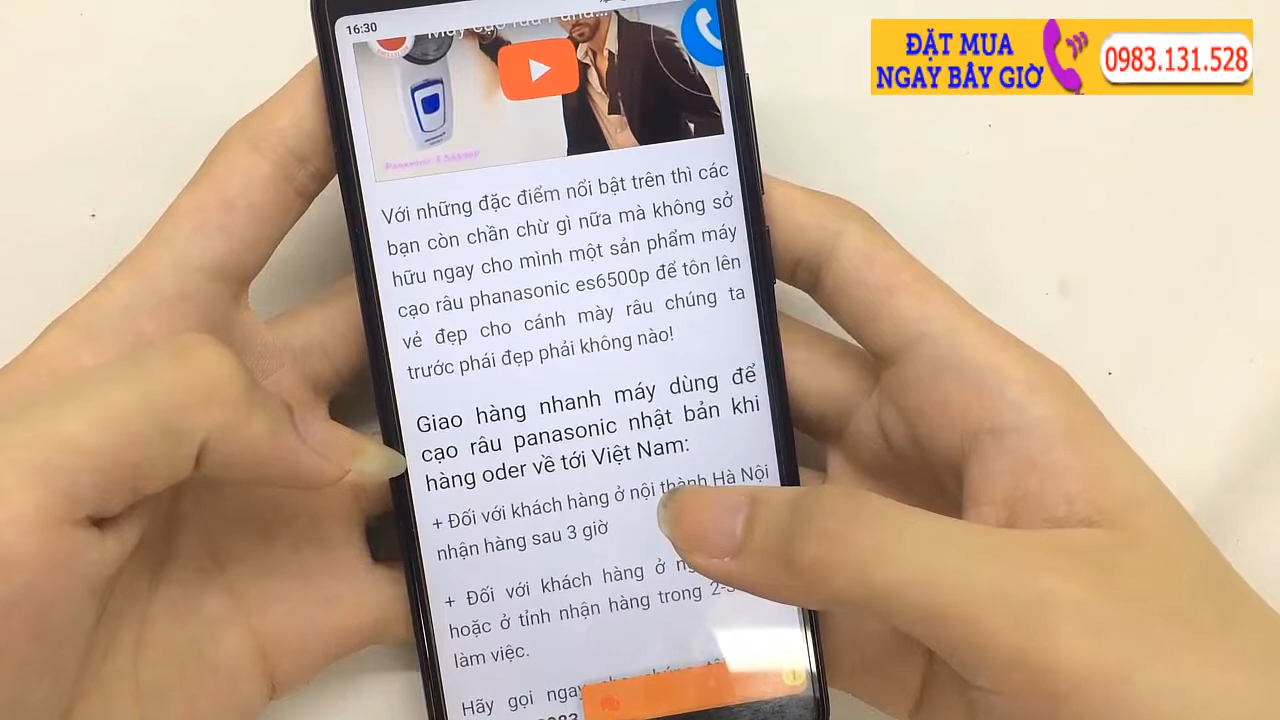 16:30
ĐẶT MUA
NGAY BÂY GIỜ
0983.131.528
Với những đặc điểm nổi bật trên thì các
bạn còn chần chừ gì nữa mà không sở
hữu ngay cho mình một sản phẩm máy
cạo râu phanasonic es6500p để tôn lên
vẻ đẹp cho cánh mày râu chúng ta
trước phái đẹp phải không nào!
Giao hàng nhanh máy dùng để
cạo râu panasonic nhật bản khi
hàng oder về tới Việt Nam:
+ Đối với khách hàng ở nội thành Hà Nội
nhận hàng sau 3 giờ
+ Đối với khách hàng ở
hoặc ở tỉnh nhận hàng trong
làm việc.
Hãy gọi ngay
1